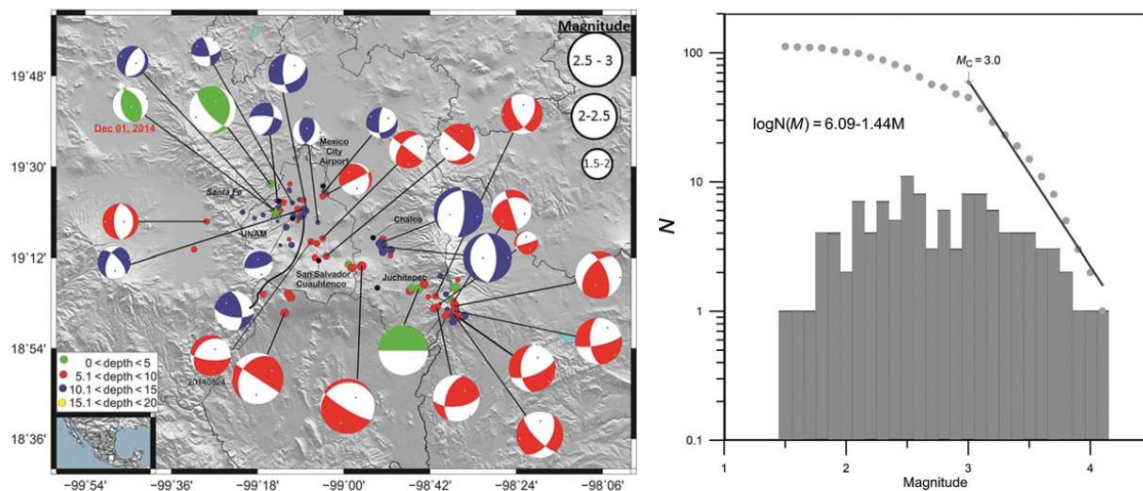 Magnitude
2.5 - 3
2-2.5
1.5-2
19°48'
19°30'
19°12'
18°54'
18°36'
Dec 01, 2014
Mexico
City
Airport
Santa Fe
UNAM
Chalco
San Salvador
Cuauhtenco
Juchitepec
20140824
0 < depth < 5
5.1 < depth < 10
10.1 < depth < 15
15.1 < depth < 20
−99°54' −99°36' −99°18' −99°00' −98°42' −98°24' −98°06'
100
10
1
0.1
N
MC = 3.0
logN(M) = 6.09-1.44M
1 2 3 4
Magnitude